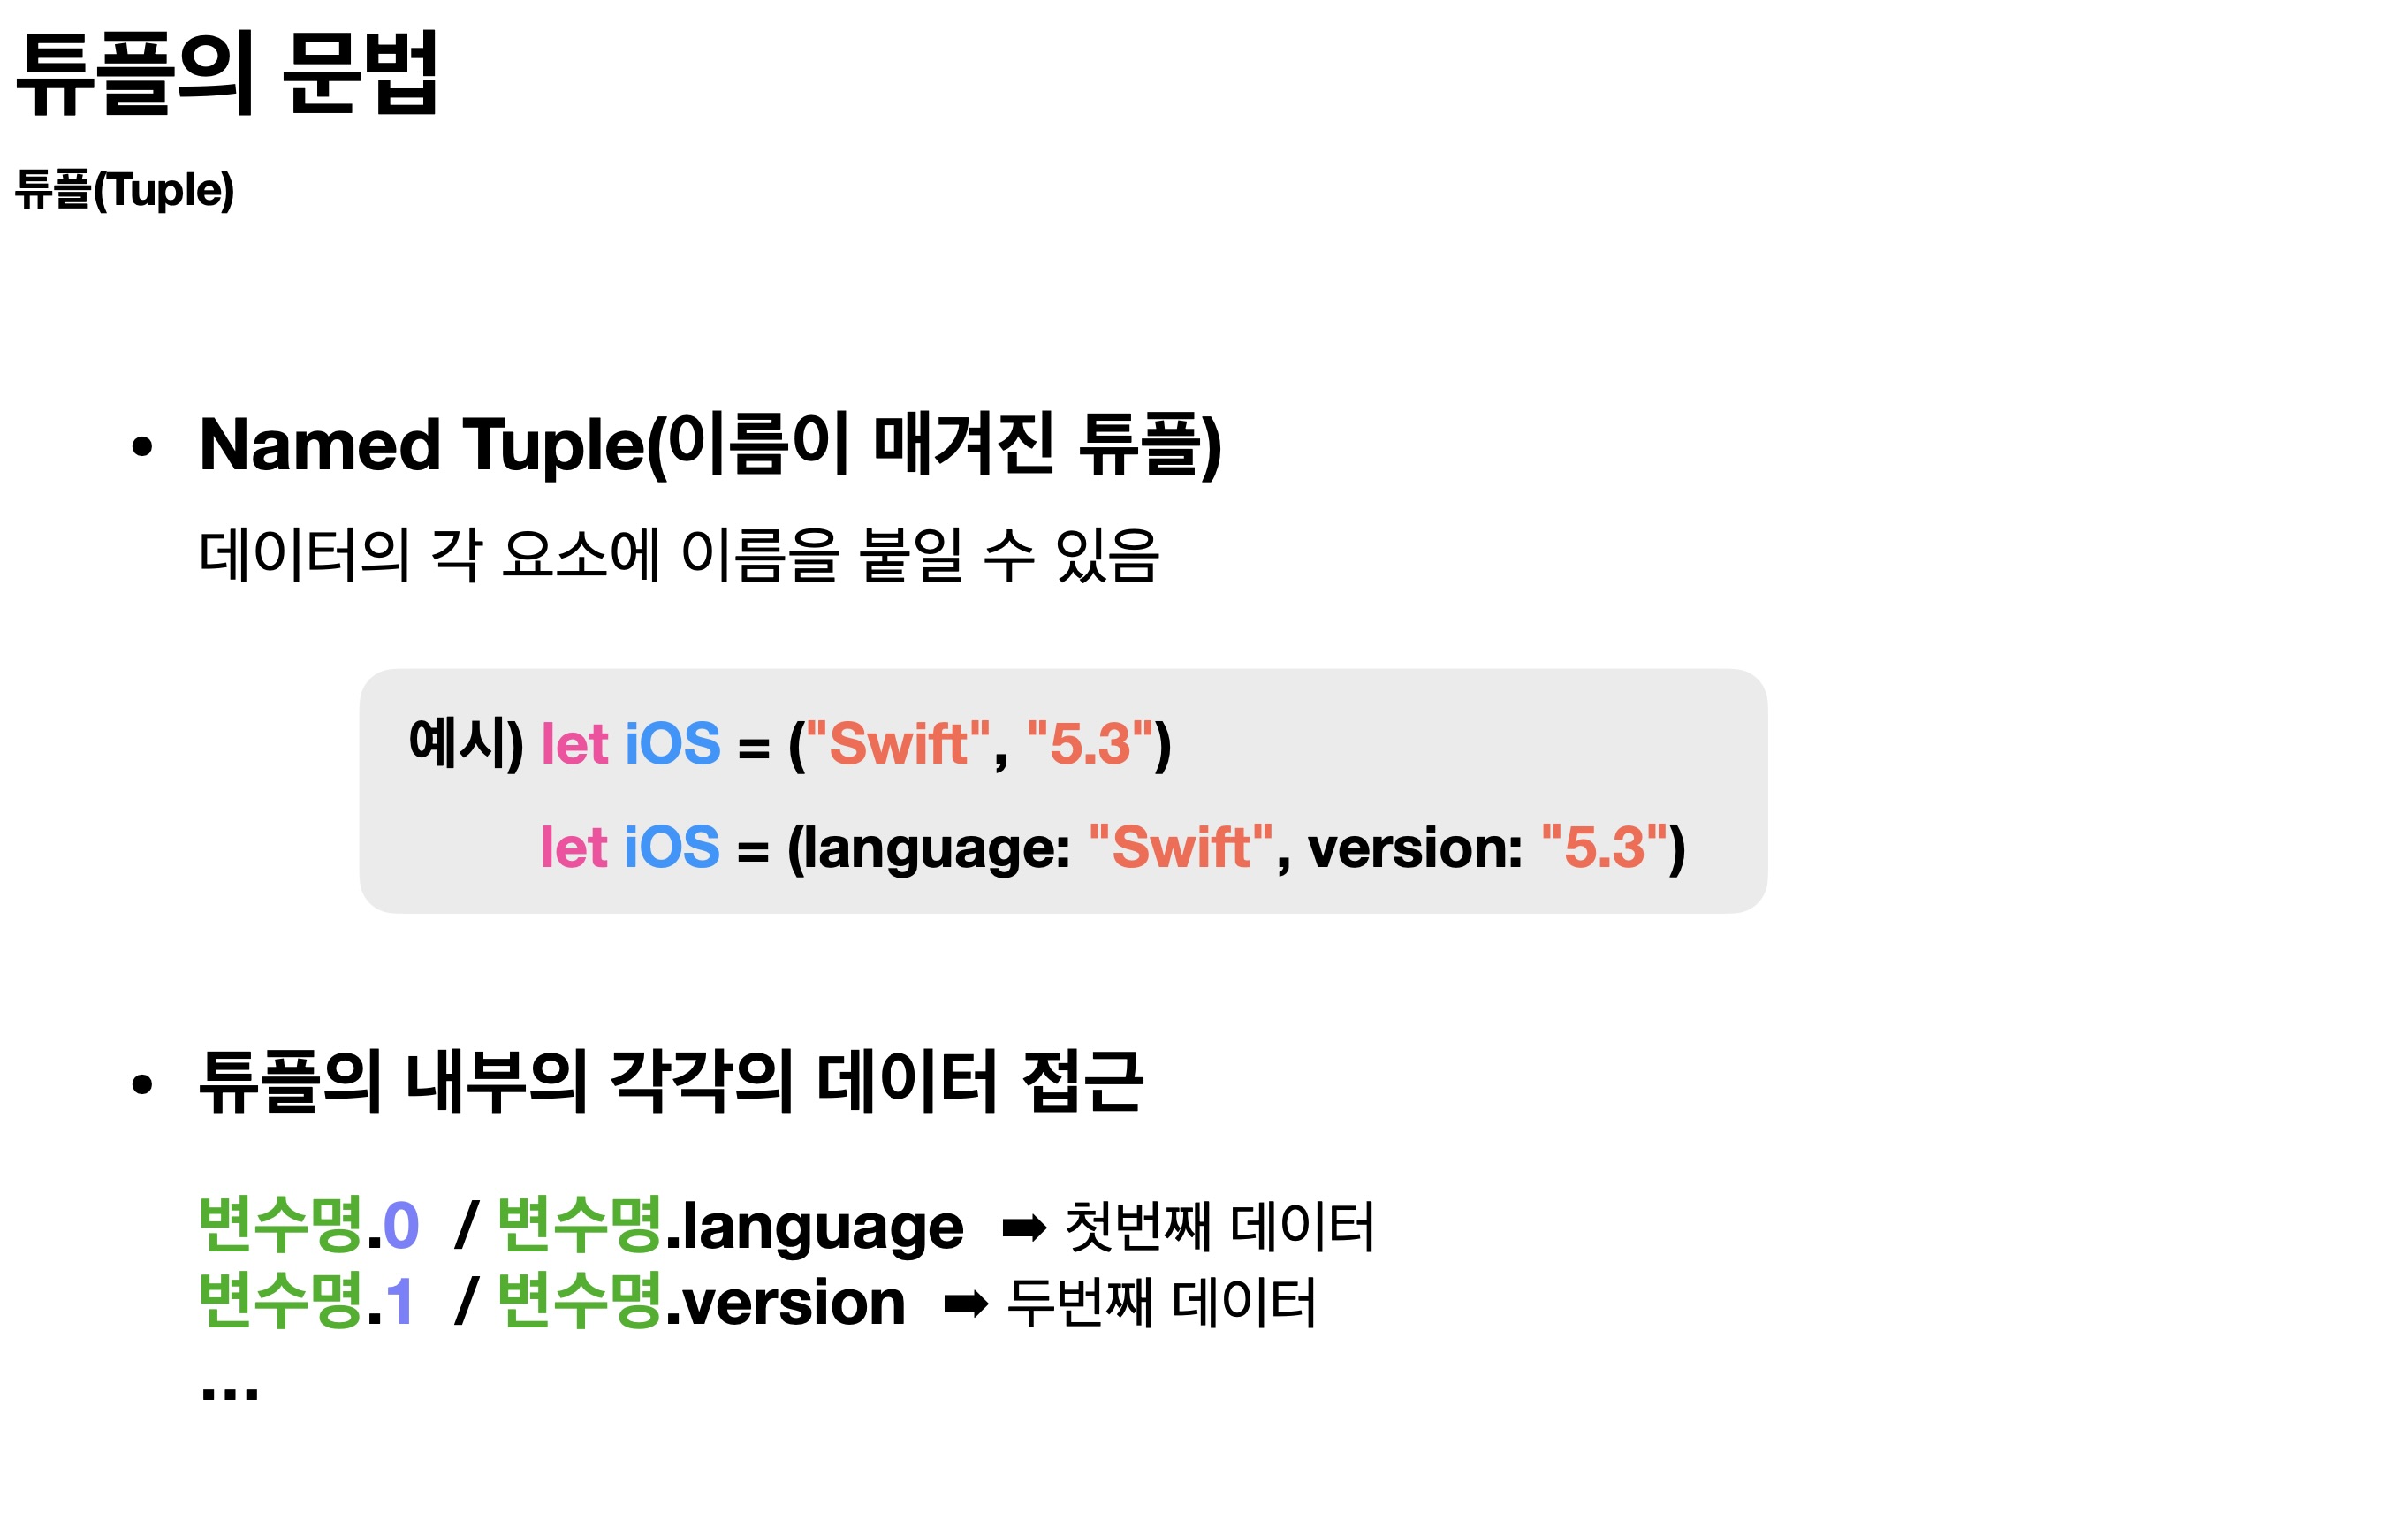 튜플의 문법
튜플(Tuple)
• Named Tuple(이름이 매겨진 튜플)
데이터의 각 요소에 이름을 붙일 수 있음
예시) let iOS = ("Swift", "5.3")
let iOS = (language: "Swift", version: "5.3")
• 튜플의 내부의 각각의 데이터 접근
변수명.0 / 변수명.language ➡ 첫번째 데이터
변수명.1 / 변수명.version ➡ 두번째 데이터
...